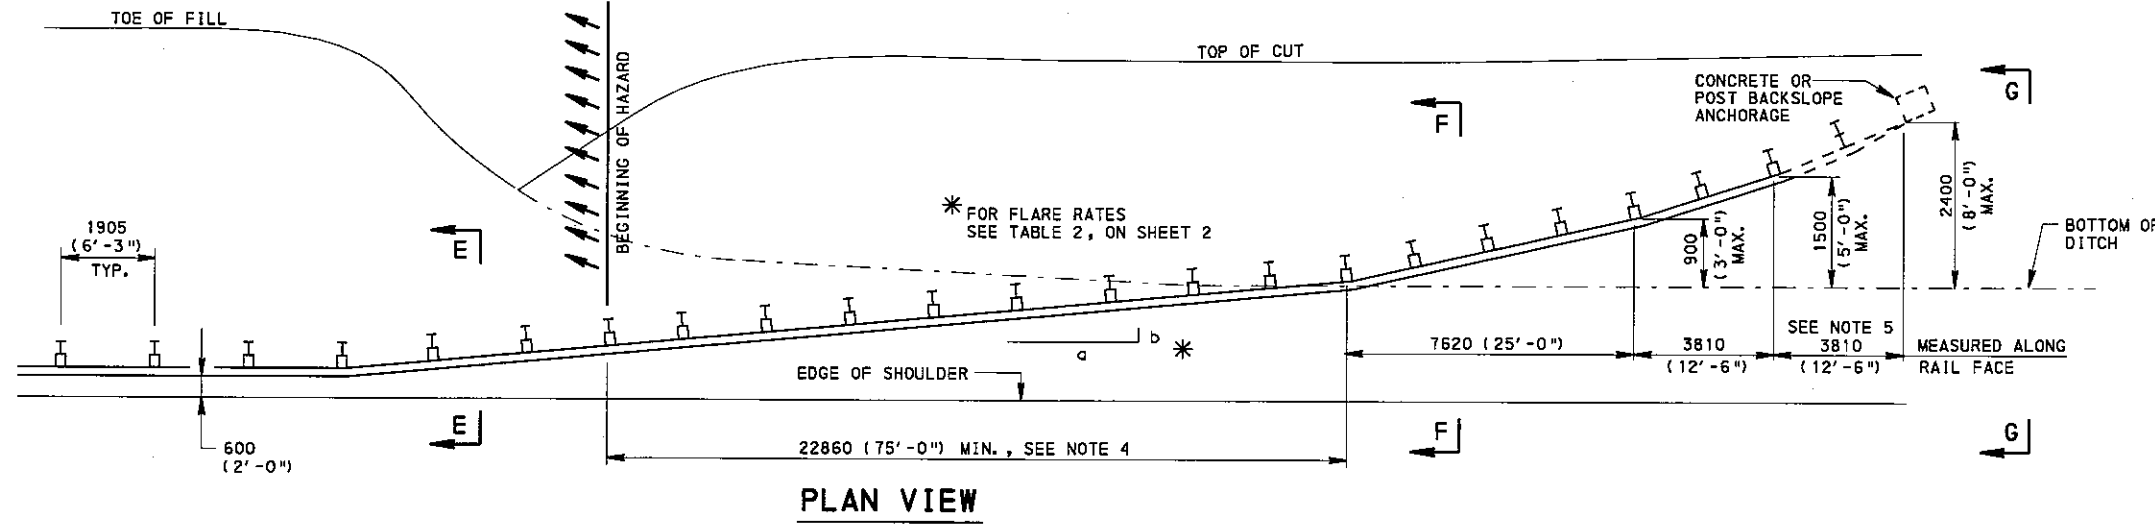 TOE OF FILL
BEGINNING OF HAZARD
TOP OF CUT
CONCRETE OR
POST BACKSLOPE
ANCHORAGE
G
F
E
1905
(6'-3")
TYP.
* FOR FLARE RATES
SEE TABLE 2, ON SHEET 2
900
(3'-0")
MAX.
1500
(5'-0")
MAX.
2400
(8'-0")
MAX.
BOTTOM OF
DITCH
a
b
*
7620 (25'-0")
3810
(12'-6")
SEE NOTE 5
3810
(12'-6")
MEASURED ALONG
RAIL FACE
EDGE OF SHOULDER
E
F
G
600
(2'-0")
22860 (75'-0") MIN., SEE NOTE 4
PLAN VIEW